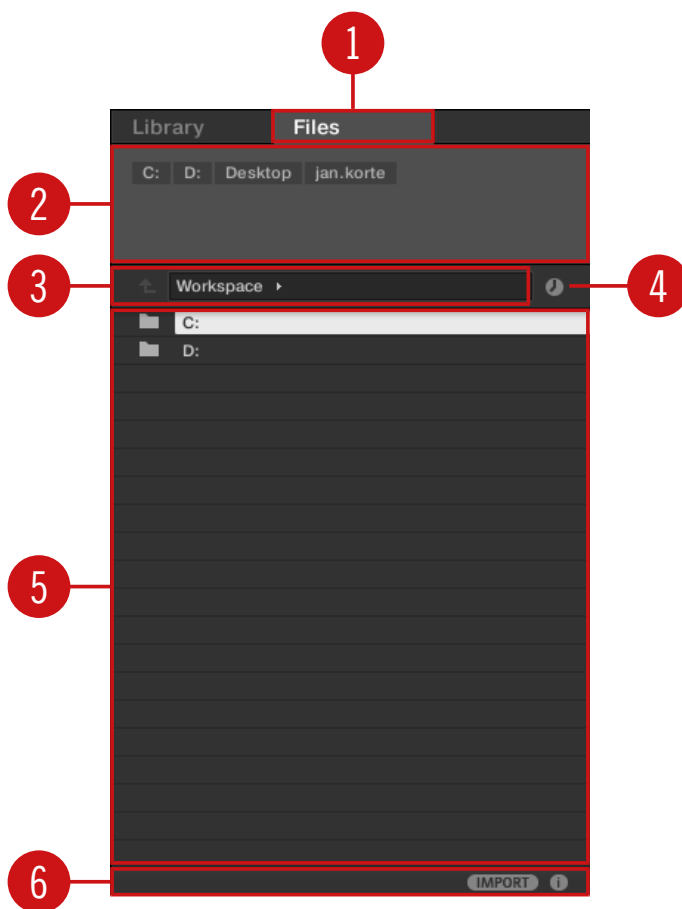 1
Library Files
2
C: D: Desktop jan.korte
3
Workspace
4
C:
D:
5
6
IMPORT i